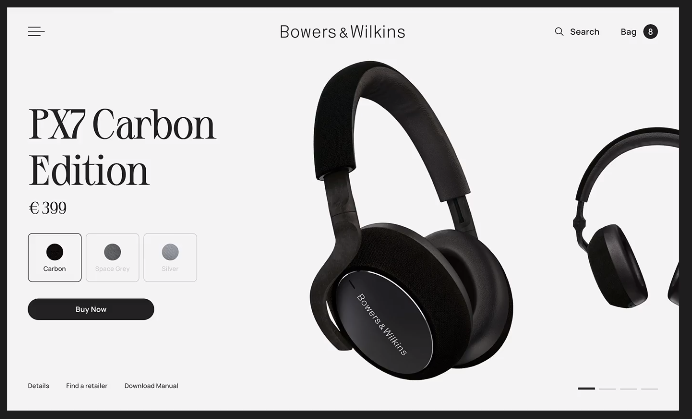 Bowers & Wilkins
Search
Bag
8
PX7 Carbon
Edition
€ 399
Carbon
Space Grey
Silver
Buy Now
Bowers & Wilkins
Details
Find a retailer
Download Manual